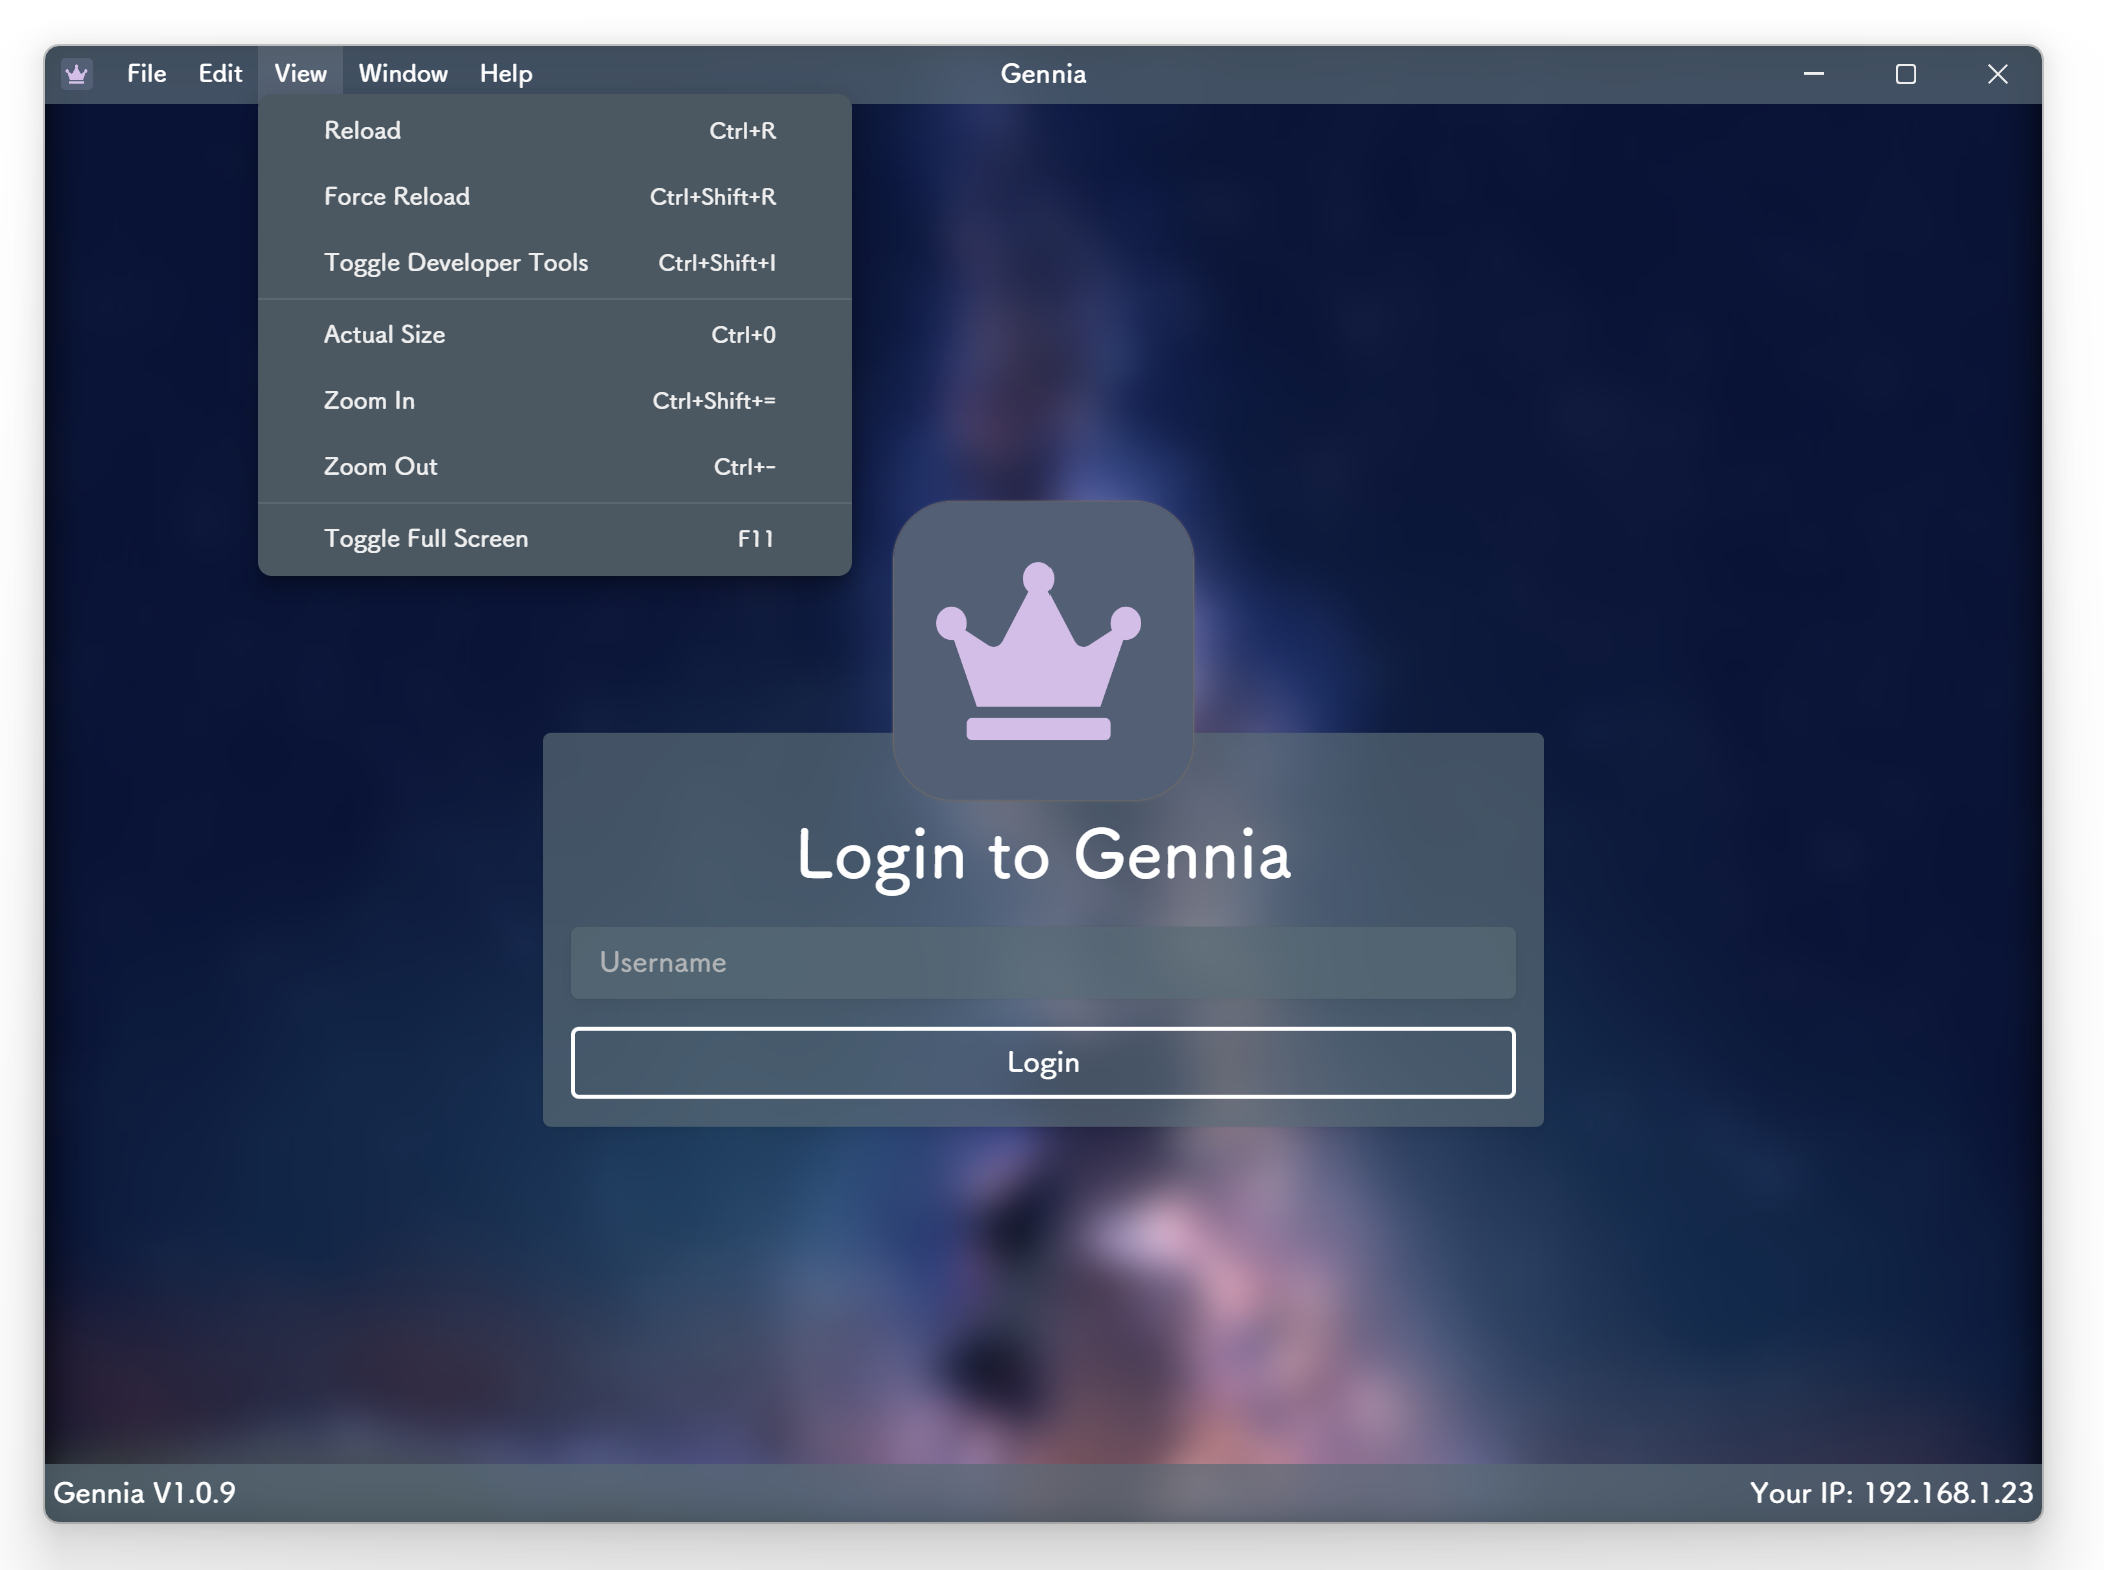 File Edit View Window Help Gennia
Reload Ctrl+R
Force Reload Ctrl+Shift+R
Toggle Developer Tools Ctrl+Shift+I
Actual Size Ctrl+0
Zoom In Ctrl+Shift+=
Zoom Out Ctrl+-
Toggle Full Screen F11
Login to Gennia
Username
Login
Gennia V1.0.9 Your IP: 192.168.1.23